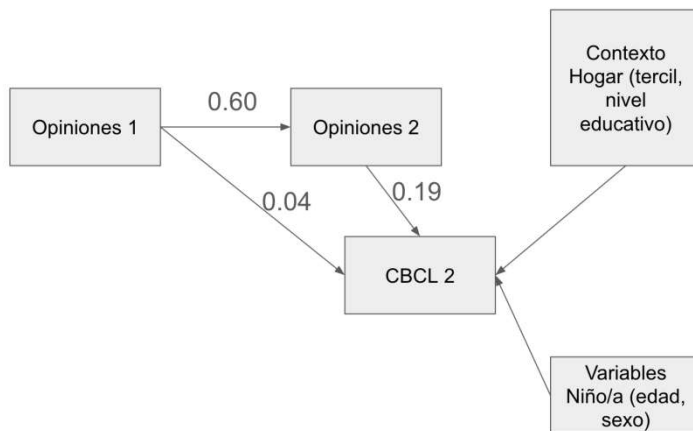 Contexto
Hogar (tercil,
nivel
educativo)
0.60
Opiniones 1
Opiniones 2
0.04
0.19
CBCL 2
Variables
Niño/a (edad,
sexo)